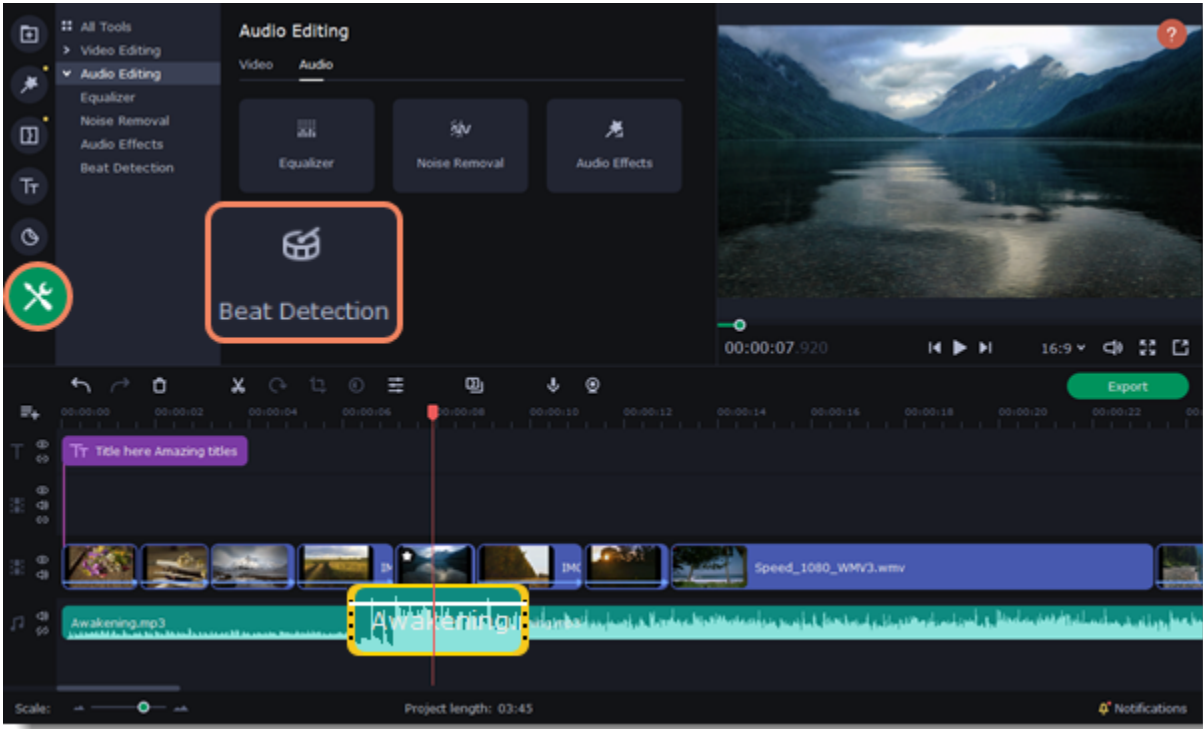 All Tools
Video Editing
Audio Editing
Equalizer
Noise Removal
Audio Effects
Beat Detection
Audio Editing
Video Audio
Equalizer
Noise Removal
Audio Effects
Beat Detection
?
00:00:07.920
16:9
Export
00:00:00 00:00:02 00:00:04 00:00:06 00:00:08 00:00:10 00:00:12 00:00:14 00:00:16 00:00:18 00:00:20 00:00:22
Title here Amazing titles
Speed_1080_WMV3.wmv
Awakening.mp3
Awakening.
Scale:
Project length: 03:45
Notifications